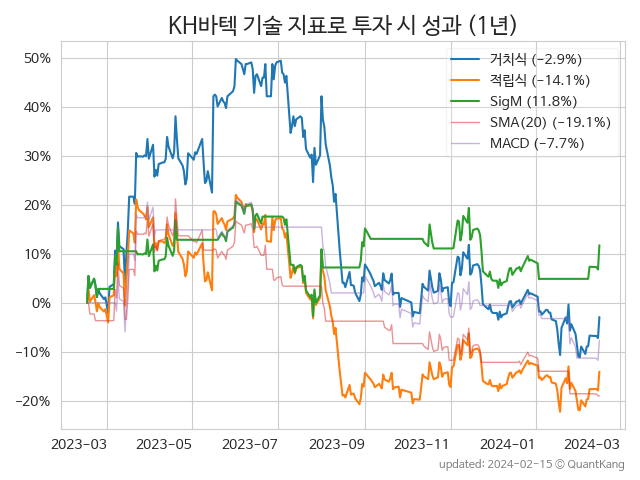 KH바텍 기술 지표로 투자 시 성과 (1년)
50%
40%
30%
20%
10%
0%
−10%
−20%
거치식 (−2.9%)
적립식 (−14.1%)
SigM (11.8%)
SMA(20) (−19.1%)
MACD (−7.7%)
2023-03
2023-05
2023-07
2023-09
2023-11
2024-01
2024-03
updated: 2024-02-15 © QuantKang